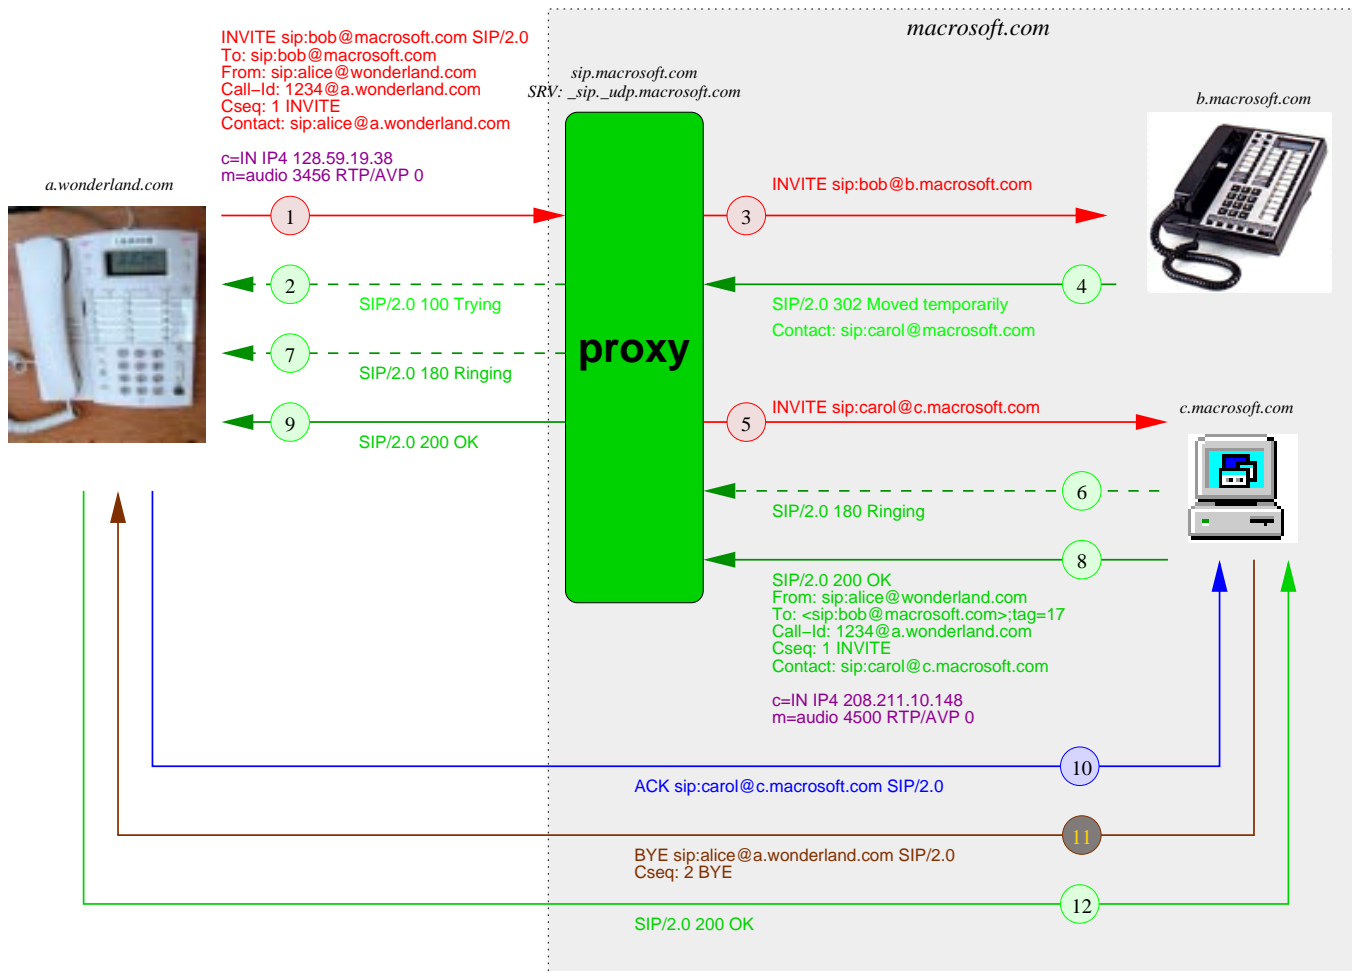 macrosoft.com
INVITE sip:bob@macrosoft.com SIP/2.0
To: sip:bob@macrosoft.com
From: sip:alice@wonderland.com
Call−Id: 1234@a.wonderland.com
Cseq: 1 INVITE
Contact: sip:alice@a.wonderland.com
c=IN IP4 128.59.19.38
m=audio 3456 RTP/AVP 0
sip.macrosoft.com
SRV: _sip._udp.macrosoft.com
b.macrosoft.com
a.wonderland.com
INVITE sip:bob@b.macrosoft.com
1
3
2
4
SIP/2.0 100 Trying
SIP/2.0 302 Moved temporarily
Contact: sip:carol@macrosoft.com
proxy
7
SIP/2.0 180 Ringing
INVITE sip:carol@c.macrosoft.com
c.macrosoft.com
9
5
SIP/2.0 200 OK
6
SIP/2.0 180 Ringing
8
SIP/2.0 200 OK
From: sip:alice@wonderland.com
To: <sip:bob@macrosoft.com>;tag=17
Call−Id: 1234@a.wonderland.com
Cseq: 1 INVITE
Contact: sip:carol@c.macrosoft.com
c=IN IP4 208.211.10.148
m=audio 4500 RTP/AVP 0
10
ACK sip:carol@c.macrosoft.com SIP/2.0
11
BYE sip:alice@a.wonderland.com SIP/2.0
Cseq: 2 BYE
12
SIP/2.0 200 OK